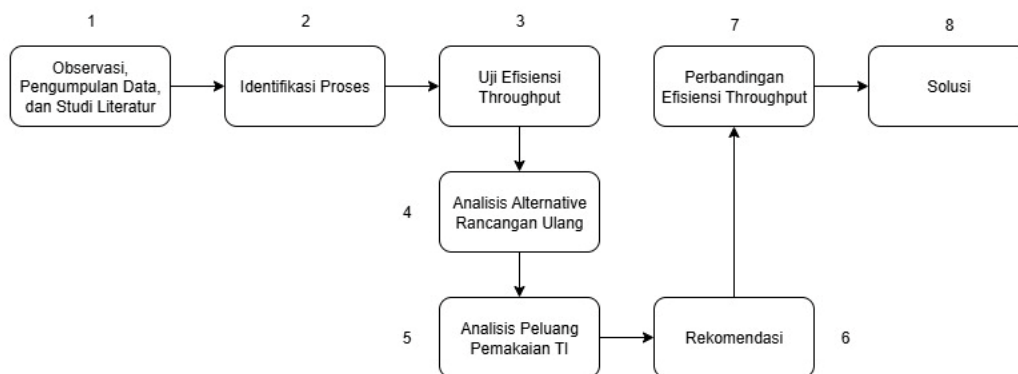 1
Observasi,
Pengumpulan Data,
dan Studi Literatur
2
Identifikasi Proses
3
Uji Efisiensi
Throughput
4
Analisis Alternative
Rancangan Ulang
5
Analisis Peluang
Pemakaian TI
Rekomendasi
6
7
Perbandingan
Efisiensi Throughput
8
Solusi